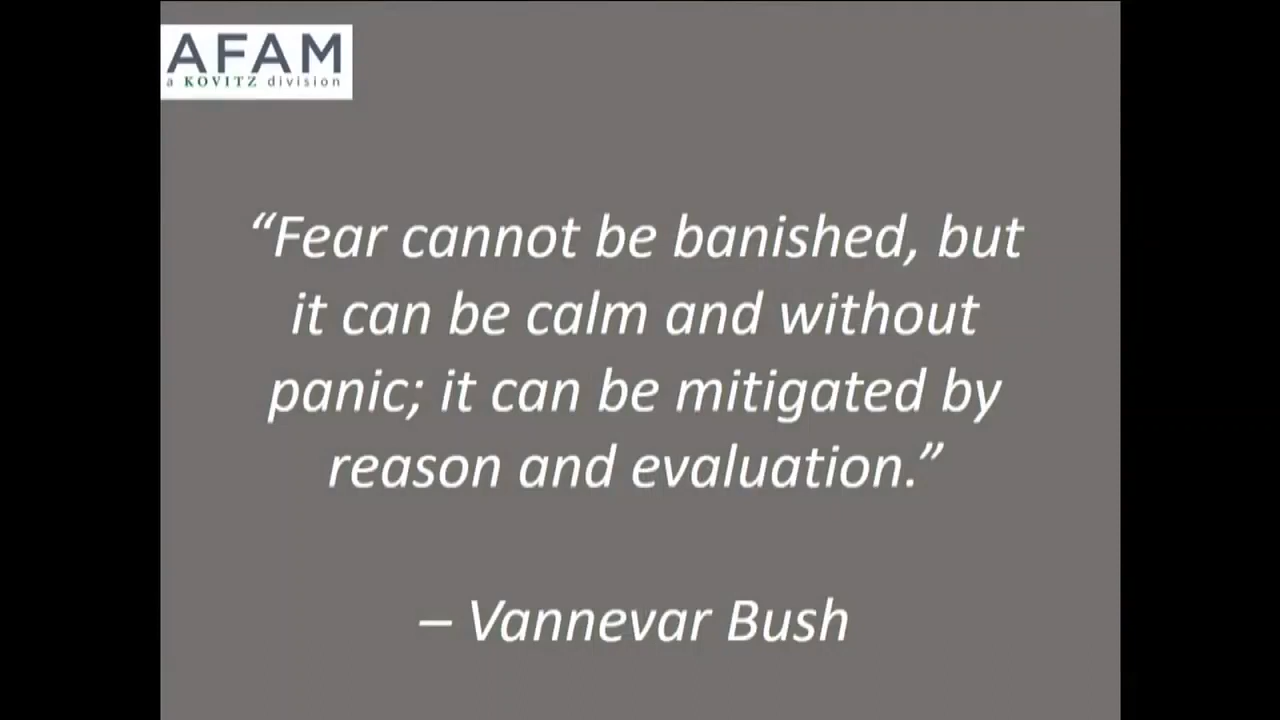 AFAM
a KOVITZ division
“Fear cannot be banished, but
it can be calm and without
panic; it can be mitigated by
reason and evaluation.”
– Vannevar Bush